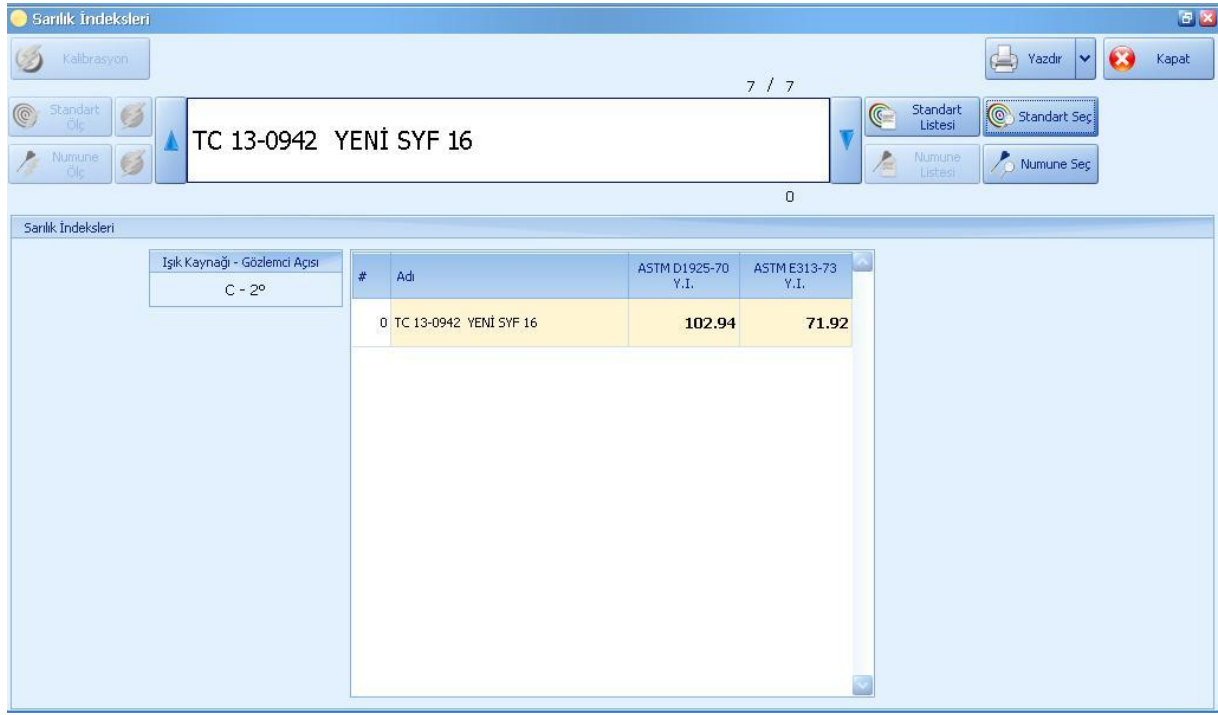 Sarılık İndeksleri
Kalibrasyon
Yazdır
Kapat
7 / 7
Standart
Ölç
TC 13-0942 YENİ SYF 16
Standart
Listesi
Standart Seç
Numune
Ölç
Numune
Listesi
Numune Seç
0
Sarılık İndeksleri
Işık Kaynağı - Gözlemci Açısı
C - 2º
# Adı ASTM D1925-70 Y.I. ASTM E313-73 Y.I.
0 TC 13-0942 YENİ SYF 16 102.94 71.92